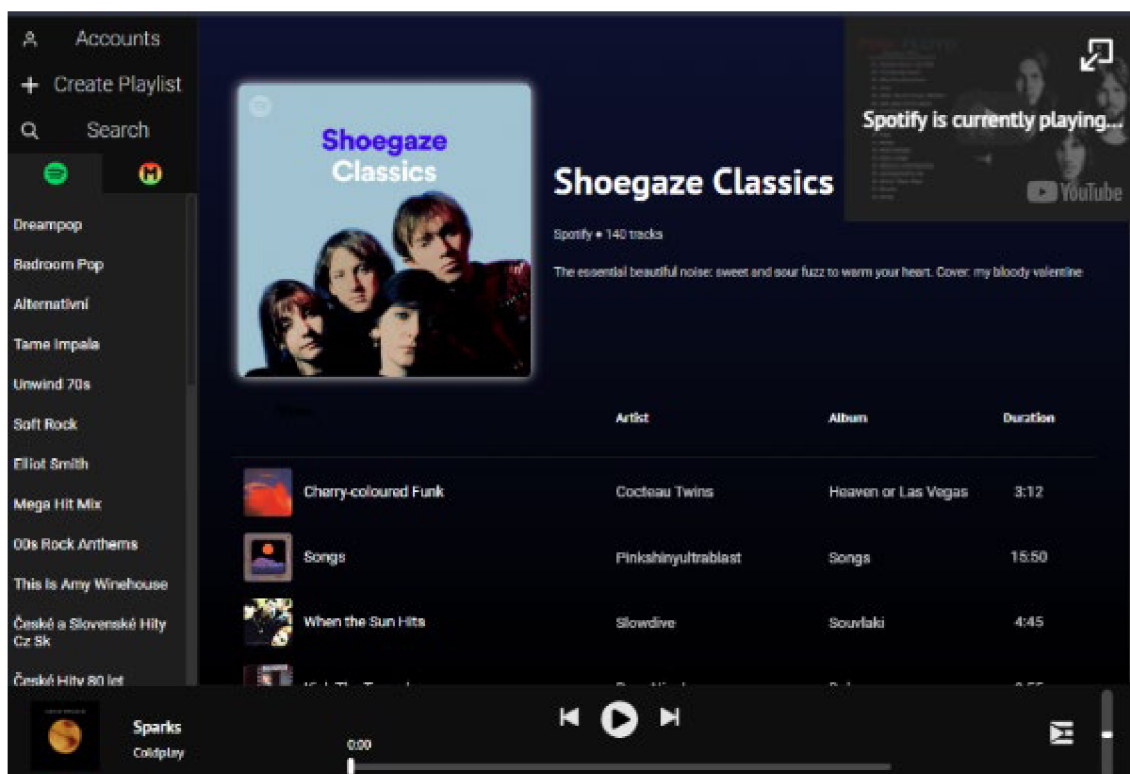 Accounts
Create Playlist
Search
M
Dreampop
Bedroom Pop
Alternativní
Tame Impala
Unwind 70s
Soft Rock
Elliot Smith
Mega Hit Mix
00s Rock Anthems
This Is Amy Winehouse
České a Slovenské Hity
Cz Sk
České Hity 80 let
Shoegaze
Classics
Shoegaze Classics
Spotify • 140 tracks
The essential beautiful noise: sweet and sour fuzz to warm your heart. Cover: my bloody valentine
Spotify is currently playing...
YouTube
Artist Album Duration
Cherry-coloured Funk Cocteau Twins Heaven or Las Vegas 3:12
Songs Pinkshinyultrablast Songs 15:50
When the Sun Hits Slowdive Souvlaki 4:45
Sparks
Coldplay
0:00